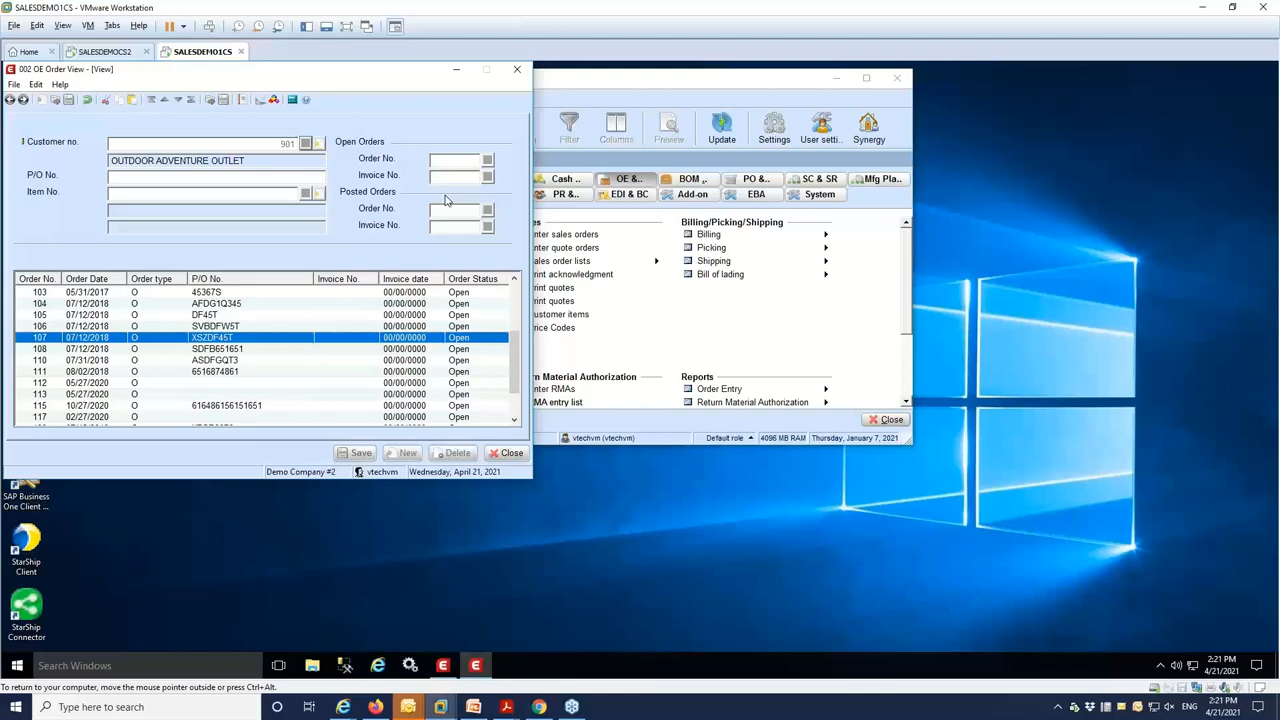 SALESDEMO1CS - VMware Workstation
File Edit View VM Tabs Help
Home SALESDEMOCS2 SALESDEMO1CS
002 OE Order View - [View]
File Edit Help
Customer no. 901 Open Orders
OUTDOOR ADVENTURE OUTLET Order No.
P/O No. Invoice No.
Item No. Posted Orders
Order No.
Invoice No.
Order No. Order Date Order type P/O No. Invoice No. Invoice date Order Status
103 05/31/2017 O 45367S 00/00/0000 Open
104 07/12/2018 O AFDG1Q345 00/00/0000 Open
105 07/12/2018 O DF45T 00/00/0000 Open
106 07/12/2018 O SVBDFW5T 00/00/0000 Open
107 07/12/2018 O XSZDF45T 00/00/0000 Open
108 07/12/2018 O SDFB651651 00/00/0000 Open
110 07/31/2018 O ASDFGQT3 00/00/0000 Open
111 08/02/2018 O 6516874861 00/00/0000 Open
112 05/27/2020 O 00/00/0000 Open
113 05/27/2020 O 00/00/0000 Open
115 10/27/2020 O 616486156151651 00/00/0000 Open
117 02/27/2020 O 00/00/0000 Open
Save New Delete Close
Demo Company #2 vtechvm Wednesday, April 21, 2021
Filter Columns Preview Update Settings User setti.. Synergy
Cash .. OE &.. BOM .. PO &.. SC & SR Mfg Pla..
PR &.. EDI & BC Add-on EBA System
es Billing/Picking/Shipping
nter sales orders Billing
nter quote orders Picking
ales order lists Shipping
rint acknowledgment Bill of lading
rint quotes
rint quotes
ustomer items
rice Codes
rn Material Authorization Reports
nter RMAs Order Entry
MA entry list Return Material Authorization
Close
vtechvm (vtechvm) Default role 4096 MB RAM Thursday, January 7, 2021
SAP Business
One Client ...
StarShip
Client
StarShip
Connector
Search Windows
2:21 PM
4/21/2021
To return to your computer, move the mouse pointer outside or press Ctrl+Alt.
Type here to search
ENG
2:21 PM
4/21/2021